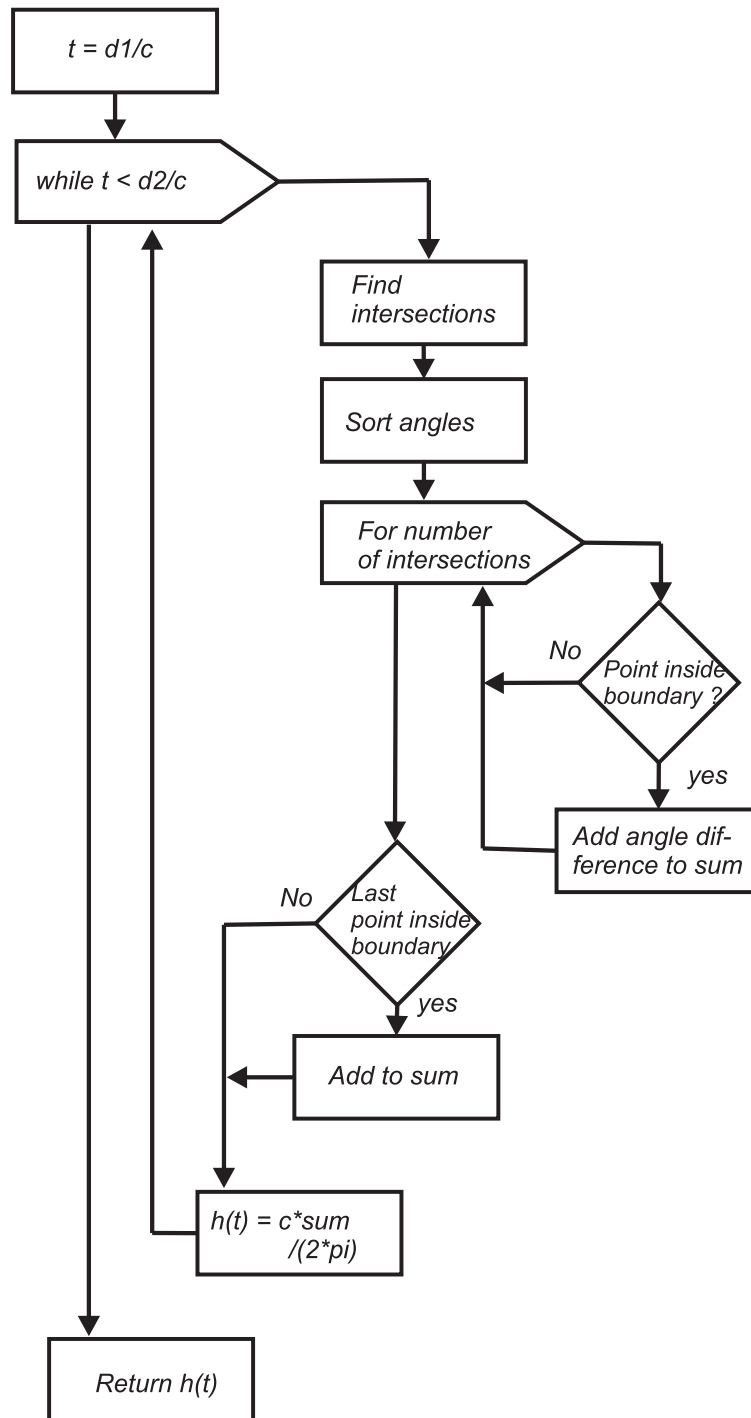 t = d1/c
while t < d2/c
Find
intersections
Sort angles
For number
of intersections
No
Point inside
boundary ?
yes
Add angle dif-
ference to sum
No
Last
point inside
boundary
yes
Add to sum
h(t) = c*sum
/(2*pi)
Return h(t)